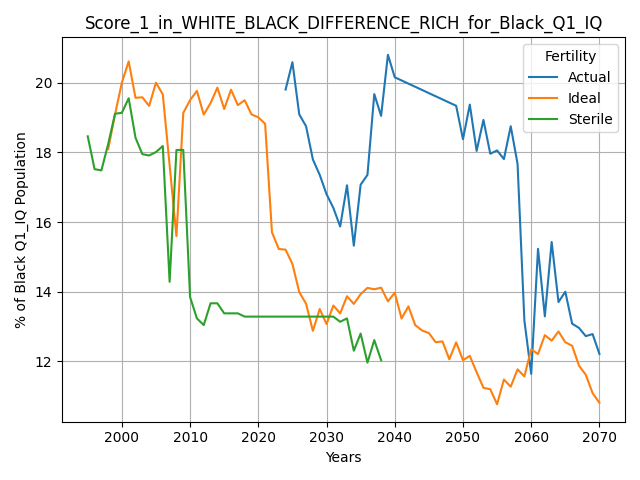 Score_1_in_WHITE_BLACK_DIFFERENCE_RICH_for_Black_Q1_IQ
Fertility
Actual
Ideal
Sterile
% of Black Q1_IQ Population
20
18
16
14
12
2000 2010 2020 2030 2040 2050 2060 2070
Years